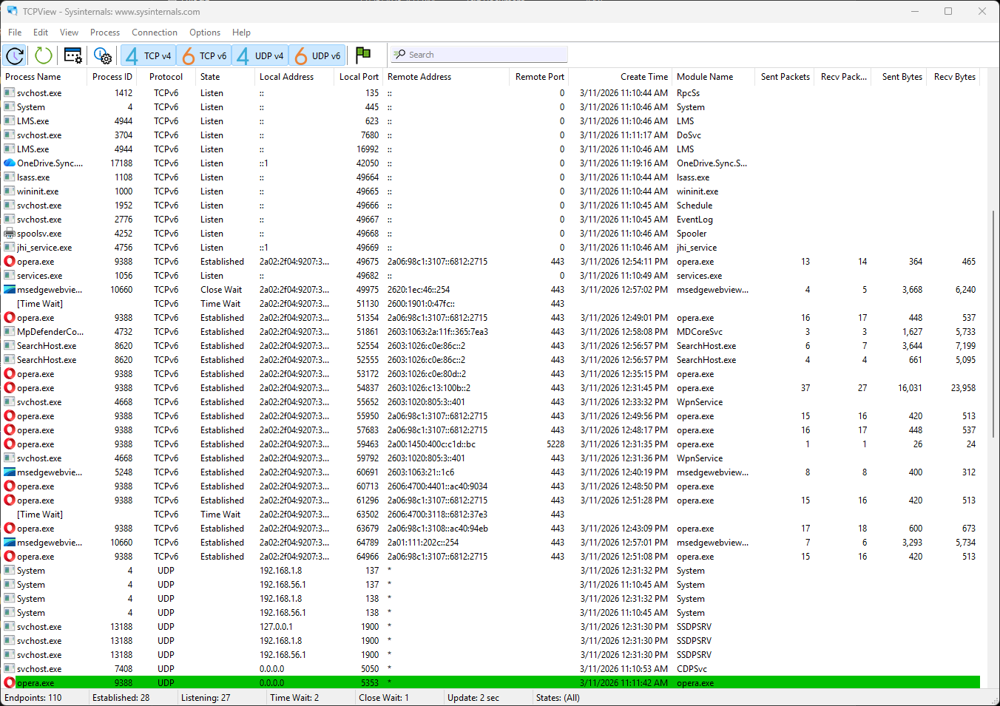 TCPView - Sysinternals: www.sysinternals.com
File Edit View Process Connection Options Help
4 TCP v4 6 TCP v6 4 UDP v4 6 UDP v6 Search
Process Name Process ID Protocol State Local Address Local Port Remote Address Remote Port Create Time Module Name Sent Packets Recv Pack... Sent Bytes Recv Bytes
svchost.exe 1412 TCPv6 Listen :: 135 :: 0 3/11/2026 11:10:44 AM RpcSs
System 4 TCPv6 Listen :: 445 :: 0 3/11/2026 11:10:46 AM System
LMS.exe 4944 TCPv6 Listen :: 623 :: 0 3/11/2026 11:10:46 AM LMS
svchost.exe 3704 TCPv6 Listen :: 7680 :: 0 3/11/2026 11:11:17 AM DoSvc
LMS.exe 4944 TCPv6 Listen :: 16992 :: 0 3/11/2026 11:10:46 AM LMS
OneDrive.Sync.... 17188 TCPv6 Listen ::1 42050 :: 0 3/11/2026 11:19:16 AM OneDrive.Sync.S...
lsass.exe 1108 TCPv6 Listen :: 49664 :: 0 3/11/2026 11:10:44 AM lsass.exe
wininit.exe 1000 TCPv6 Listen :: 49665 :: 0 3/11/2026 11:10:44 AM wininit.exe
svchost.exe 1952 TCPv6 Listen :: 49666 :: 0 3/11/2026 11:10:45 AM Schedule
svchost.exe 2776 TCPv6 Listen :: 49667 :: 0 3/11/2026 11:10:45 AM EventLog
spoolsv.exe 4252 TCPv6 Listen :: 49668 :: 0 3/11/2026 11:10:46 AM Spooler
jhi_service.exe 4756 TCPv6 Listen ::1 49669 :: 0 3/11/2026 11:10:46 AM jhi_service
opera.exe 9388 TCPv6 Established 2a02:2f04:9207:3... 49675 2a06:98c1:3107::6812:2715 443 3/11/2026 12:54:11 PM opera.exe 13 14 364 465
services.exe 1056 TCPv6 Listen :: 49682 :: 0 3/11/2026 11:10:49 AM services.exe
msedgewebvie... 10660 TCPv6 Close Wait 2a02:2f04:9207:3... 49975 2620:1ec:46::254 443 3/11/2026 12:57:02 PM msedgewebview... 4 5 3,668 6,240
[Time Wait] TCPv6 Time Wait 2a02:2f04:9207:3... 51130 2600:1901:0:47fc:: 443
opera.exe 9388 TCPv6 Established 2a02:2f04:9207:3... 51354 2a06:98c1:3107::6812:2715 443 3/11/2026 12:49:01 PM opera.exe 16 17 448 537
MpDefenderCo... 4732 TCPv6 Established 2a02:2f04:9207:3... 51861 2603:1063:2a:11f::365:7ea3 443 3/11/2026 12:58:08 PM MDCoreSvc 3 3 1,627 5,733
SearchHost.exe 8620 TCPv6 Established 2a02:2f04:9207:3... 52554 2603:1026:c0e:86c::2 443 3/11/2026 12:56:57 PM SearchHost.exe 6 7 3,644 7,199
SearchHost.exe 8620 TCPv6 Established 2a02:2f04:9207:3... 52555 2603:1026:c0e:86c::2 443 3/11/2026 12:56:57 PM SearchHost.exe 4 4 661 5,095
opera.exe 9388 TCPv6 Established 2a02:2f04:9207:3... 53172 2603:1026:c0e:80d::2 443 3/11/2026 12:35:15 PM opera.exe
opera.exe 9388 TCPv6 Established 2a02:2f04:9207:3... 54837 2603:1026:c13:100b::2 443 3/11/2026 12:31:45 PM opera.exe 37 27 16,031 23,958
svchost.exe 4668 TCPv6 Established 2a02:2f04:9207:3... 55652 2603:1020:805:3::401 443 3/11/2026 12:33:32 PM WpnService
opera.exe 9388 TCPv6 Established 2a02:2f04:9207:3... 55950 2a06:98c1:3107::6812:2715 443 3/11/2026 12:49:56 PM opera.exe 15 16 420 513
opera.exe 9388 TCPv6 Established 2a02:2f04:9207:3... 57683 2a06:98c1:3107::6812:2715 443 3/11/2026 12:48:17 PM opera.exe 16 17 448 537
opera.exe 9388 TCPv6 Established 2a02:2f04:9207:3... 59463 2a00:1450:400c:c1d::bc 5228 3/11/2026 12:31:35 PM opera.exe 1 1 26 24
svchost.exe 4668 TCPv6 Established 2a02:2f04:9207:3... 59792 2603:1020:805:3::401 443 3/11/2026 12:31:36 PM WpnService
msedgewebvie... 5248 TCPv6 Established 2a02:2f04:9207:3... 60691 2603:1063:21::1c6 443 3/11/2026 12:40:19 PM msedgewebview... 8 8 400 312
opera.exe 9388 TCPv6 Established 2a02:2f04:9207:3... 60713 2606:4700:4401::ac40:9034 443 3/11/2026 12:48:50 PM opera.exe
opera.exe 9388 TCPv6 Established 2a02:2f04:9207:3... 61296 2a06:98c1:3107::6812:2715 443 3/11/2026 12:51:28 PM opera.exe 15 16 420 513
[Time Wait] TCPv6 Time Wait 2a02:2f04:9207:3... 63502 2606:4700:3118::6812:37e3 443
opera.exe 9388 TCPv6 Established 2a02:2f04:9207:3... 63679 2a06:98c1:3108::ac40:94eb 443 3/11/2026 12:43:09 PM opera.exe 17 18 600 673
msedgewebvie... 10660 TCPv6 Established 2a02:2f04:9207:3... 64789 2a01:111:202c::254 443 3/11/2026 12:57:01 PM msedgewebview... 7 6 3,293 5,734
opera.exe 9388 TCPv6 Established 2a02:2f04:9207:3... 64966 2a06:98c1:3107::6812:2715 443 3/11/2026 12:51:08 PM opera.exe 15 16 420 513
System 4 UDP 192.168.1.8 137 * 3/11/2026 12:31:32 PM System
System 4 UDP 192.168.56.1 137 * 3/11/2026 11:10:45 AM System
System 4 UDP 192.168.1.8 138 * 3/11/2026 12:31:32 PM System
System 4 UDP 192.168.56.1 138 * 3/11/2026 11:10:45 AM System
svchost.exe 13188 UDP 127.0.0.1 1900 * 3/11/2026 12:31:30 PM SSDPSRV
svchost.exe 13188 UDP 192.168.1.8 1900 * 3/11/2026 12:31:30 PM SSDPSRV
svchost.exe 13188 UDP 192.168.56.1 1900 * 3/11/2026 12:31:30 PM SSDPSRV
svchost.exe 7408 UDP 0.0.0.0 5050 * 3/11/2026 11:10:53 AM CDPSvc
opera.exe 9388 UDP 0.0.0.0 5353 * 3/11/2026 11:11:42 AM opera.exe
Endpoints: 110 Established: 28 Listening: 27 Time Wait: 2 Close Wait: 1 Update: 2 sec States: (All)